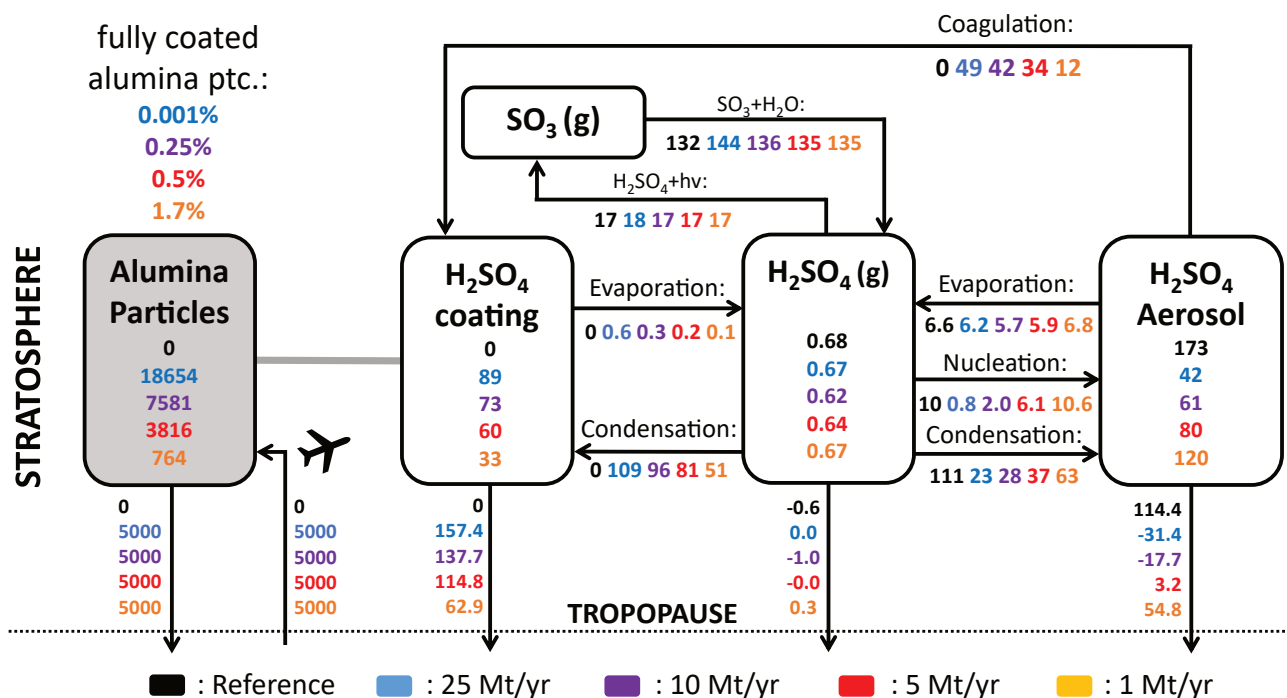 fully coated
alumina ptc.:
0.001%
0.25%
0.5%
1.7%
Coagulation:
0 49 42 34 12
SO₃ (g)
SO₃+H₂O:
132 144 136 135 135
H₂SO₄+hv:
17 18 17 17 17
STRATOSPHERE
Alumina
Particles
0
18654
7581
3816
764
H₂SO₄
coating
0
89
73
60
33
Evaporation:
0 0.6 0.3 0.2 0.1
Condensation:
0 109 96 81 51
H₂SO₄ (g)
0.68
0.67
0.62
0.64
0.67
Evaporation:
6.6 6.2 5.7 5.9 6.8
Nucleation:
10 0.8 2.0 6.1 10.6
Condensation:
111 23 28 37 63
H₂SO₄
Aerosol
173
42
61
80
120
0
5000
5000
5000
5000
0
5000
5000
5000
5000
0
157.4
137.7
114.8
62.9
-0.6
0.0
-1.0
-0.0
0.3
114.4
-31.4
-17.7
3.2
54.8
TROPOPAUSE
: Reference
: 25 Mt/yr
: 10 Mt/yr
: 5 Mt/yr
: 1 Mt/yr